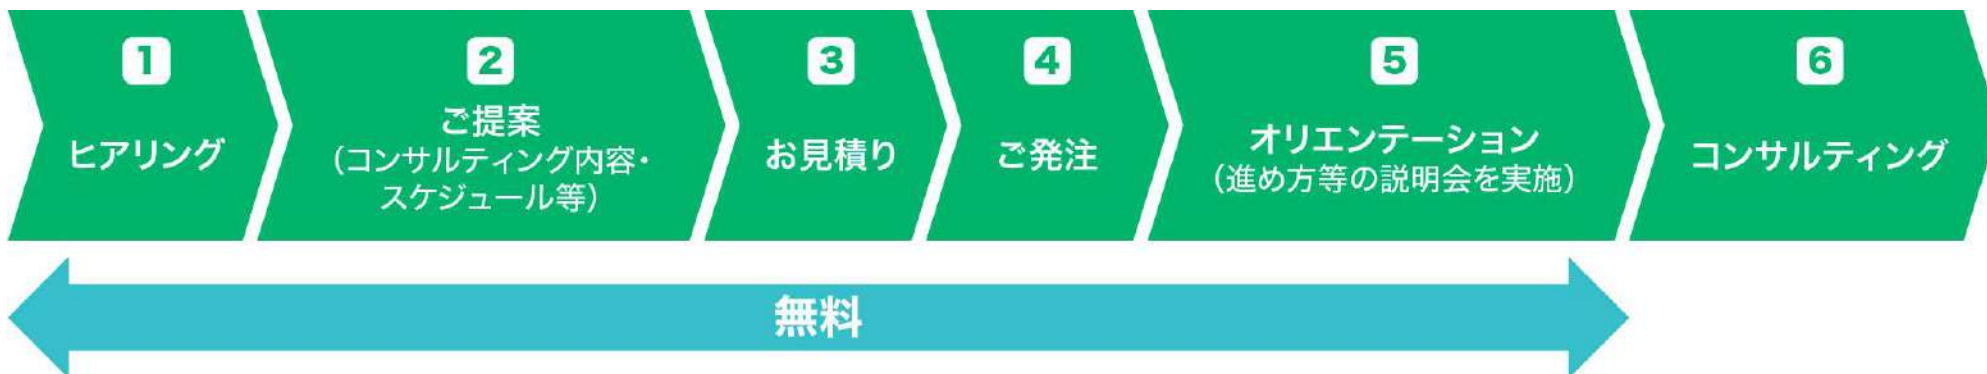 1
ヒアリング
2
ご提案
(コンサルティング内容・
スケジュール等)
3
お見積り
4
ご発注
5
オリエンテーション
(進め方等の説明会を実施)
6
コンサルティング
無料